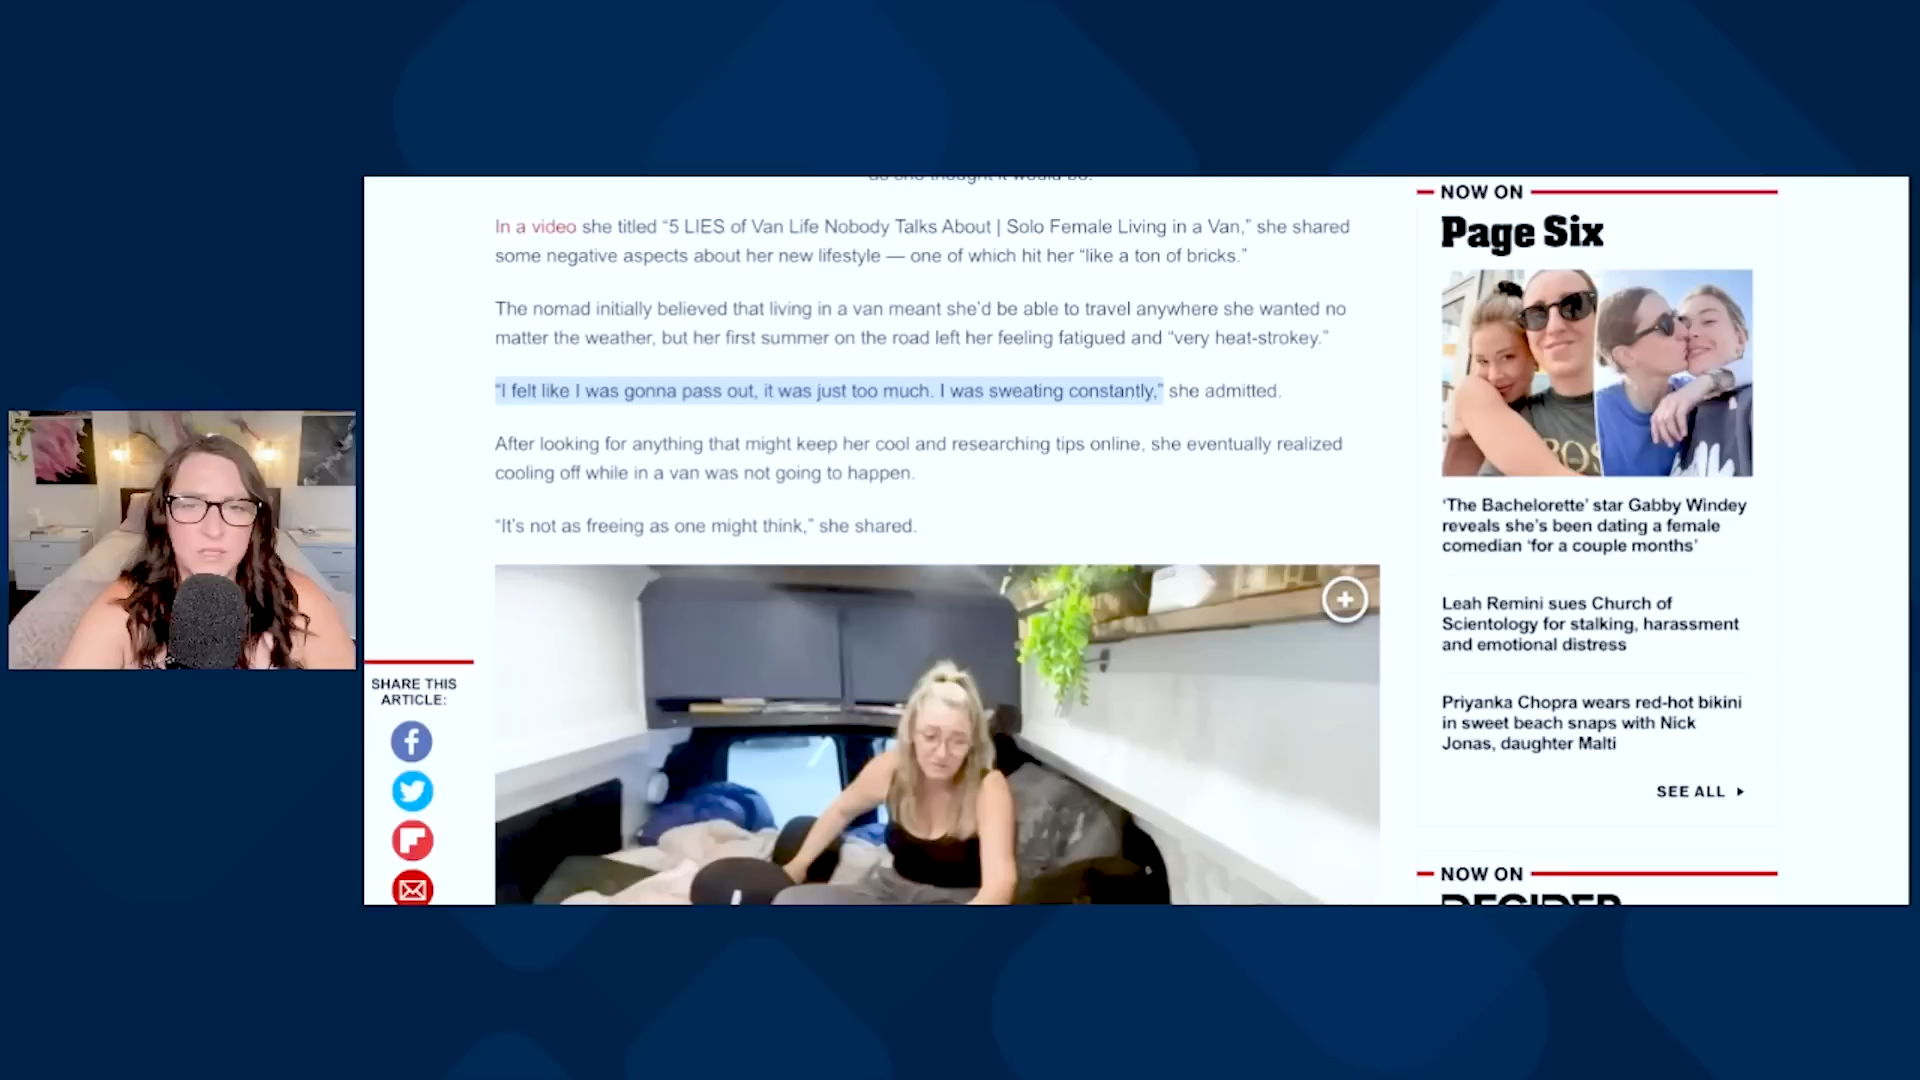 as she thought it would be.
In a video she titled “5 LIES of Van Life Nobody Talks About | Solo Female Living in a Van,” she shared
some negative aspects about her new lifestyle — one of which hit her “like a ton of bricks.”
The nomad initially believed that living in a van meant she’d be able to travel anywhere she wanted no
matter the weather, but her first summer on the road left her feeling fatigued and “very heat-strokey.”
“I felt like I was gonna pass out, it was just too much. I was sweating constantly,” she admitted.
After looking for anything that might keep her cool and researching tips online, she eventually realized
cooling off while in a van was not going to happen.
“It’s not as freeing as one might think,” she shared.
SHARE THIS
ARTICLE:
NOW ON
Page Six
‘The Bachelorette’ star Gabby Windey
reveals she’s been dating a female
comedian ‘for a couple months’
Leah Remini sues Church of
Scientology for stalking, harassment
and emotional distress
Priyanka Chopra wears red-hot bikini
in sweet beach snaps with Nick
Jonas, daughter Malti
SEE ALL
NOW ON
DECIDER